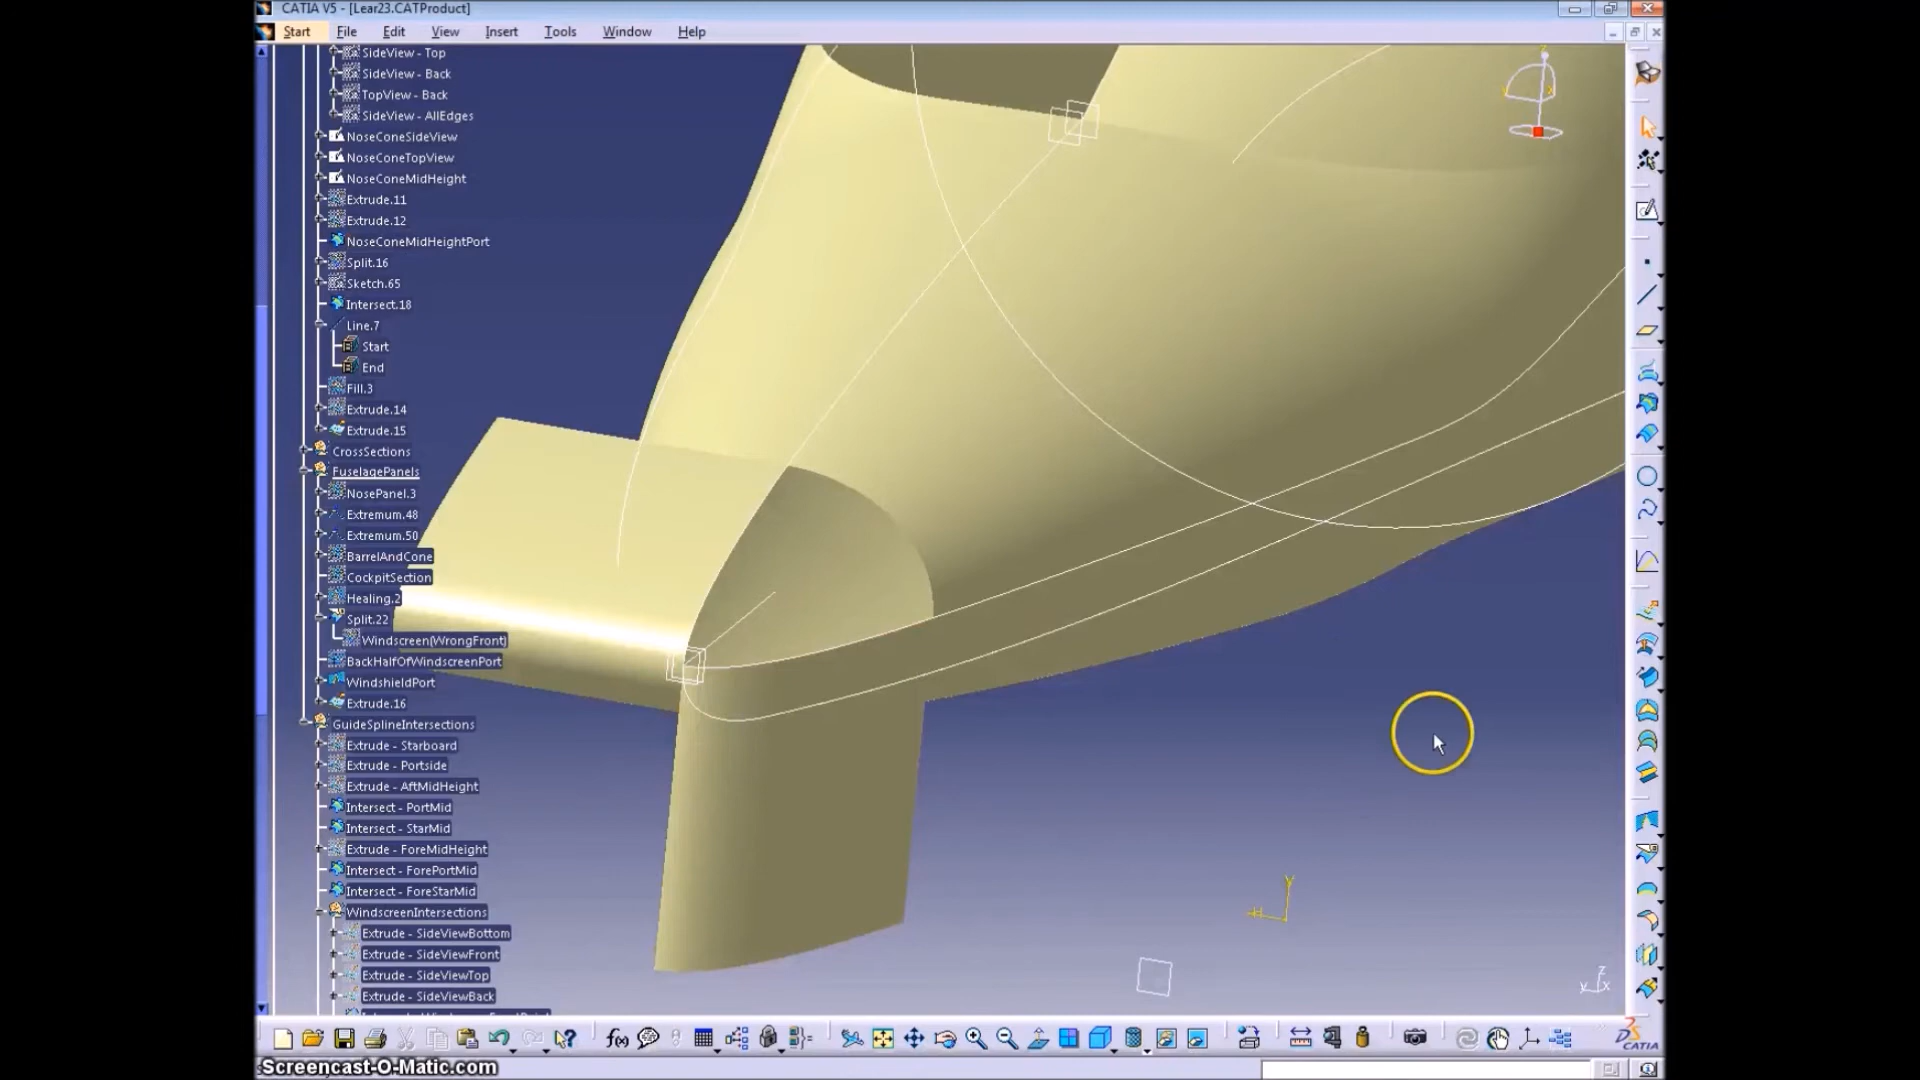 CATIA V5 - [Lear23.CATProduct]
Start File Edit View Insert Tools Window Help
SideView - Top
SideView - Back
TopView - Back
SideView - AllEdges
NoseConeSideView
NoseConeTopView
NoseConeMidHeight
Extrude.11
Extrude.12
NoseConeMidHeightPort
Split.16
Sketch.65
Intersect.18
Line.7
Start
End
Fill.3
Extrude.14
Extrude.15
CrossSections
FuselagePanels
NosePanel.3
Extremum.48
Extremum.50
BarrelAndCone
CockpitSection
Healing.2
Split.22
Windscreen(WrongFront)
BackHalfOfWindscreenPort
WindshieldPort
Extrude.16
GuideSplineIntersections
Extrude - Starboard
Extrude - Portside
Extrude - AftMidHeight
Intersect - PortMid
Intersect - StarMid
Extrude - ForeMidHeight
Intersect - ForePortMid
Intersect - ForeStarMid
WindscreenIntersections
Extrude - SideViewBottom
Extrude - SideViewFront
Extrude - SideViewTop
Extrude - SideViewBack
y
z
y x
f(x)
CATIA
Screencast-O-Matic.com